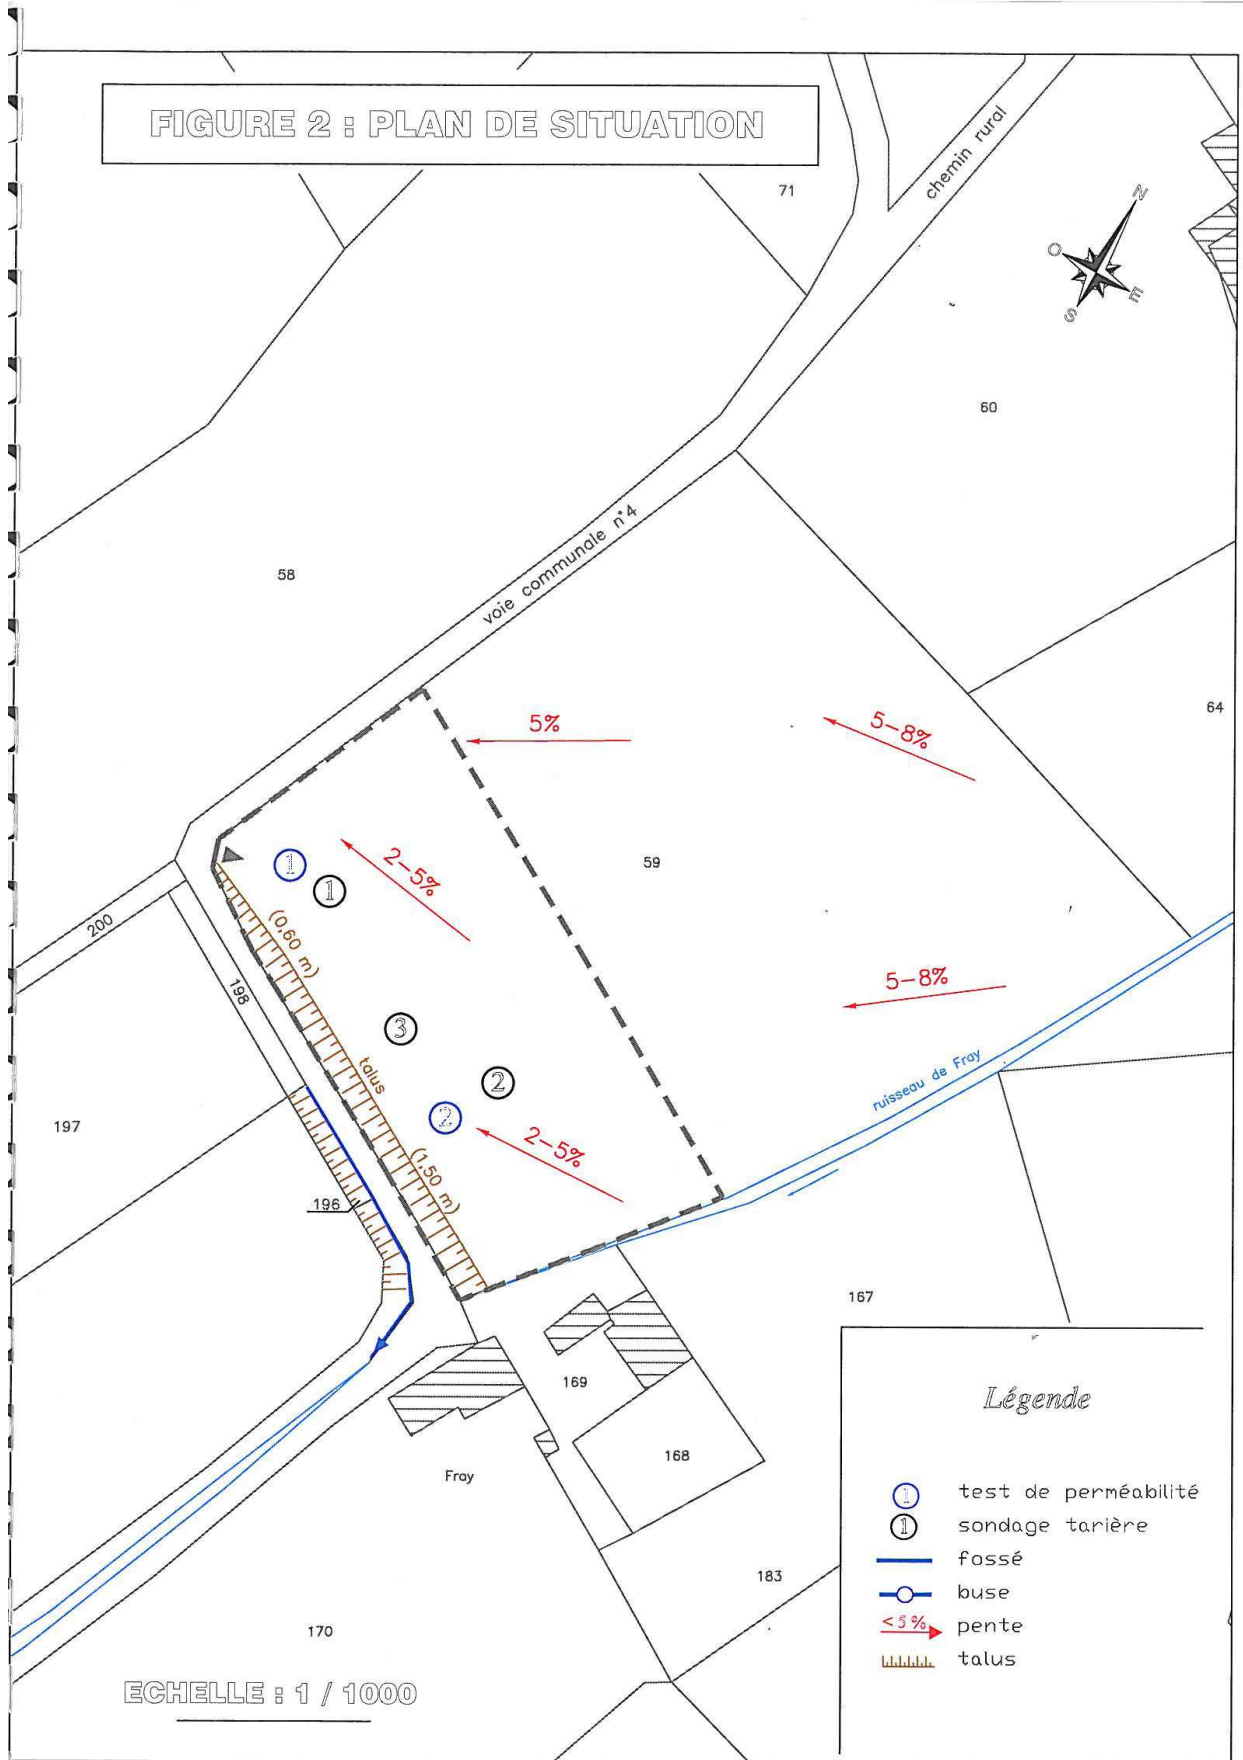 FIGURE 2 : PLAN DE SITUATION
chemin rural
71
N
O
E
S
60
voie communale n°4
58
64
5%
5-8%
59
1
1
2-5%
200
(0,60 m)
198
5-8%
3
talus
2
ruisseau de Fray
2
197
2-5%
(1,50 m)
196
167
169
Légende
168
Fray
1 test de perméabilité
1 sondage tarière
fossé
183
buse
<5% pente
170
talus
ECHELLE : 1 / 1000